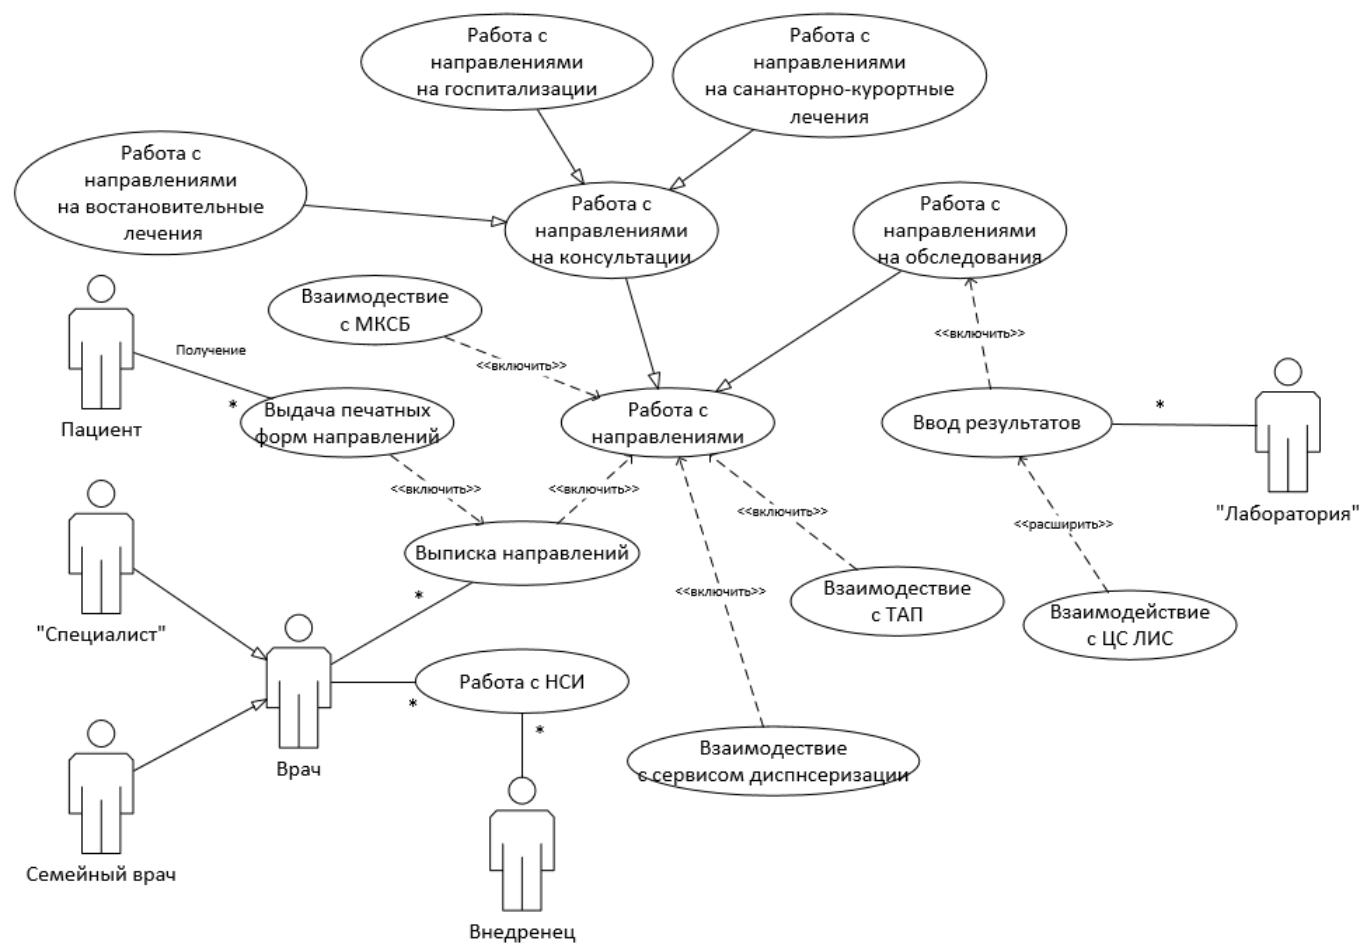 Работа с
направлениями
на госпитализации
Работа с
направлениями
на сананторно-курортные
лечения
Работа с
направлениями
на востановительные
лечения
Работа с
направлениями
на консультации
Работа с
направлениями
на обследования
Взаимодествие
с МКСБ
<<включить>>
<<включить>>
Получение
*
Пациент
Выдача печатных
форм направлений
Работа с
направлениями
Ввод результатов
*
"Лаборатория"
<<включить>>
<<включить>>
<<включить>>
<<расширить>>
Выписка направлений
*
<<включить>>
Взаимодествие
с ТАП
Взаимодействие
с ЦС ЛИС
"Специалист"
Врач
Работа с НСИ
*
*
Взаимодествие
с сервисом диспнсеризации
Семейный врач
Внедренец